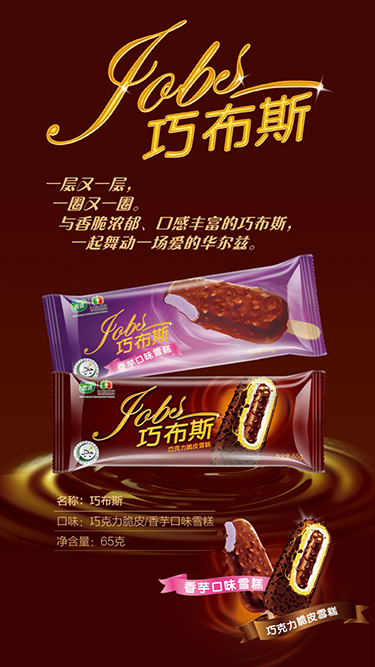 Jobs
巧布斯
一层又一层，
一圈又一圈。
与香脆浓郁、口感丰富的巧布斯，
一起舞动一场爱的华尔兹。
Jobs
巧布斯
香芋口味雪糕
Jobs
巧布斯
巧克力脆皮雪糕
名称：巧布斯
口味：巧克力脆皮/香芋口味雪糕
净含量：65克
香芋口味雪糕
巧克力脆皮雪糕